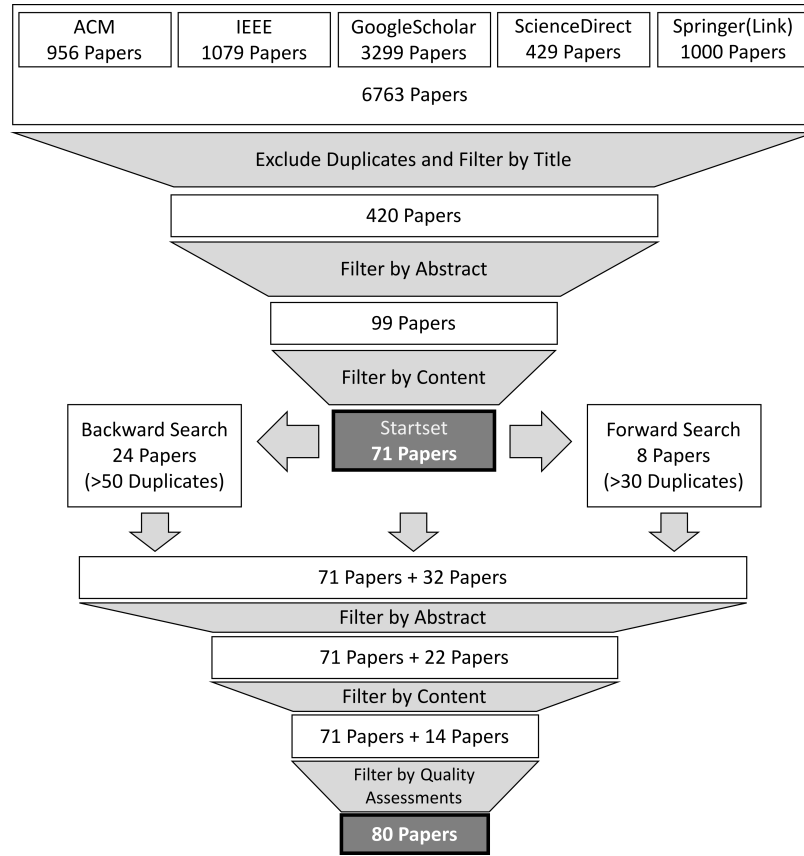 ACM
956 Papers
IEEE
1079 Papers
GoogleScholar
3299 Papers
ScienceDirect
429 Papers
Springer(Link)
1000 Papers
6763 Papers
Exclude Duplicates and Filter by Title
420 Papers
Filter by Abstract
99 Papers
Filter by Content
Backward Search
24 Papers
(>50 Duplicates)
Startset
71 Papers
Forward Search
8 Papers
(>30 Duplicates)
71 Papers + 32 Papers
Filter by Abstract
71 Papers + 22 Papers
Filter by Content
71 Papers + 14 Papers
Filter by Quality
Assessments
80 Papers